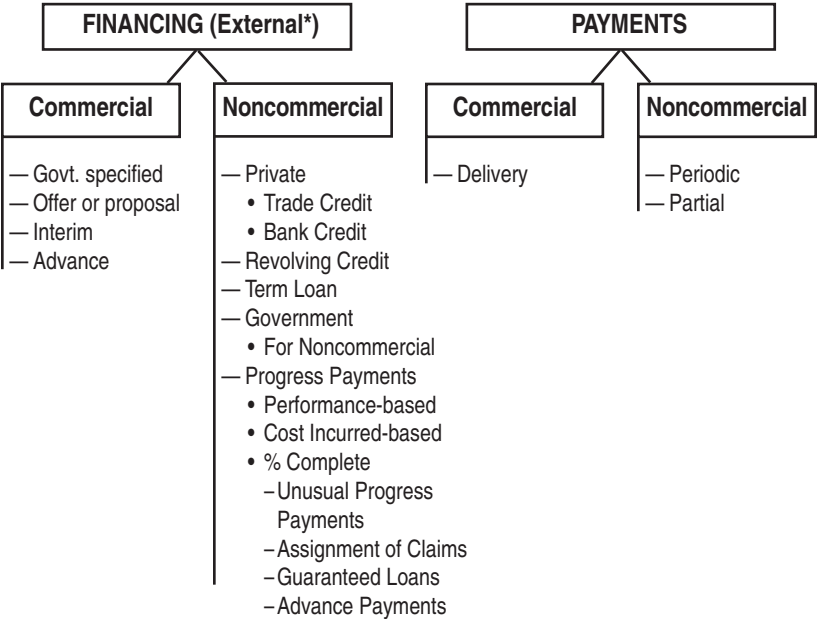 FINANCING (External*)
PAYMENTS
Commercial
Noncommercial
Commercial
Noncommercial
— Govt. specified
— Offer or proposal
— Interim
— Advance
— Private
• Trade Credit
• Bank Credit
— Revolving Credit
— Term Loan
— Government
• For Noncommercial
— Progress Payments
• Performance-based
• Cost Incurred-based
• % Complete
– Unusual Progress
Payments
– Assignment of Claims
– Guaranteed Loans
– Advance Payments
— Delivery
— Periodic
— Partial